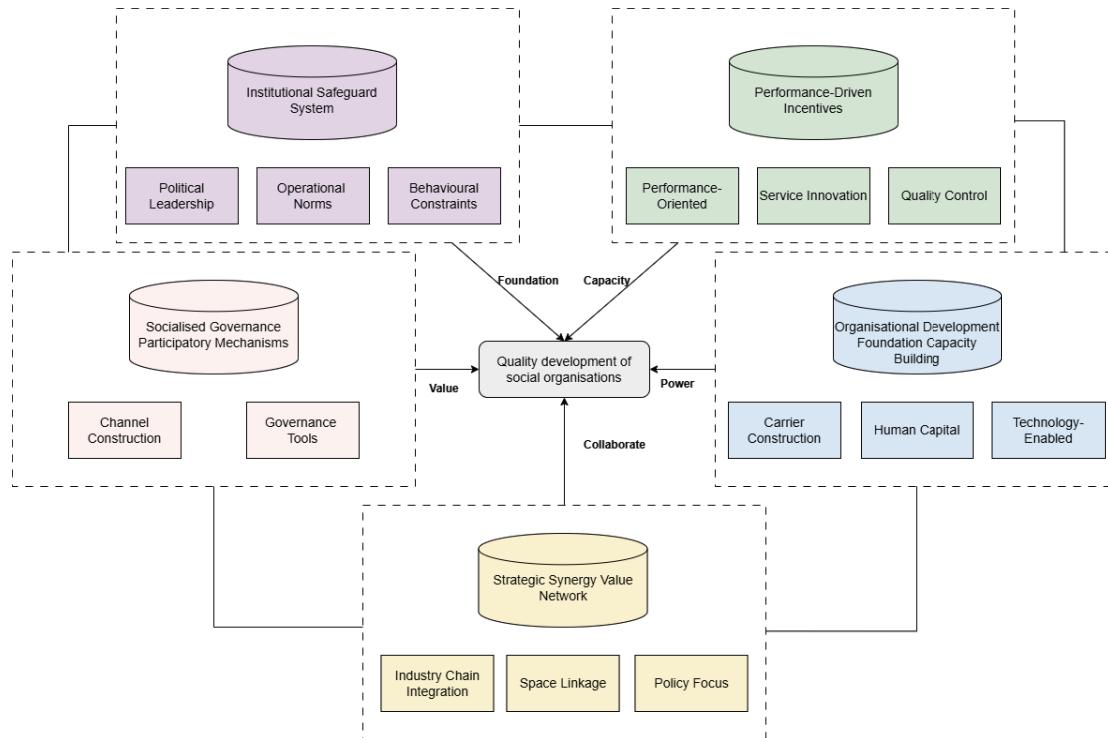 Institutional Safeguard
System
Performance-Driven
Incentives
Political
Leadership
Operational
Norms
Behavioural
Constraints
Performance-
Oriented
Service Innovation
Quality Control
Foundation
Capacity
Socialised Governance
Participatory Mechanisms
Organisational Development
Foundation Capacity
Building
Quality development of
social organisations
Value
Power
Channel
Construction
Governance
Tools
Carrier
Construction
Human Capital
Technology-
Enabled
Collaborate
Strategic Synergy Value
Network
Industry Chain
Integration
Space Linkage
Policy Focus